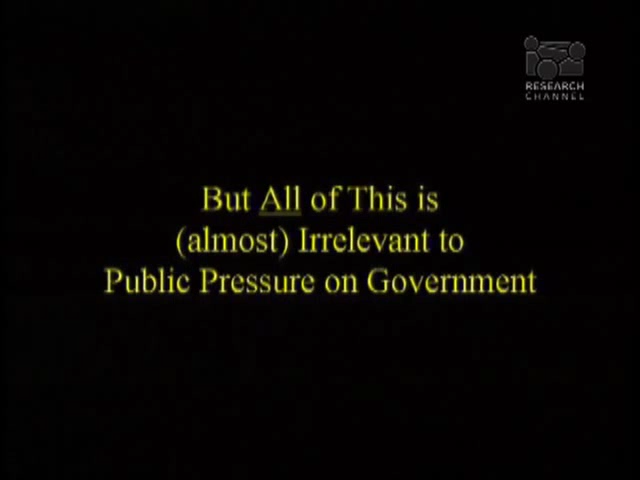 RESEARCH
CHANNEL
But All of This is
(almost) Irrelevant to
Public Pressure on Government